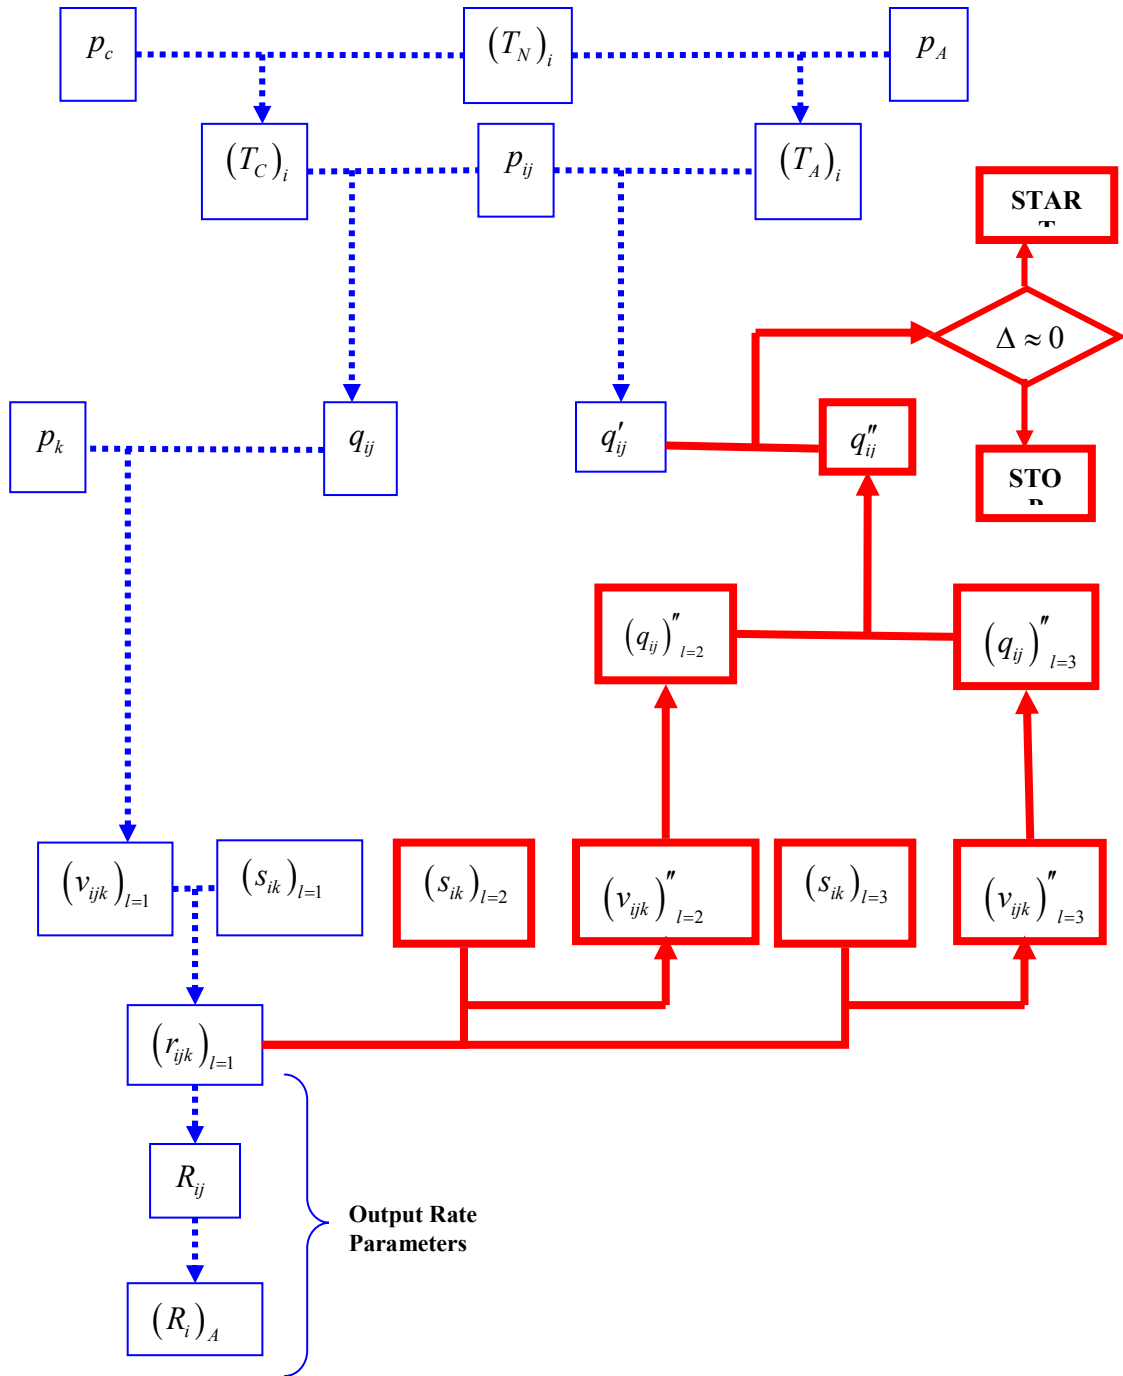 p_c
(T_N)_i
p_A
(T_C)_i
p_ij
(T_A)_i
STAR
Δ ≈ 0
p_k
q_ij
q′_ij
q″_ij
STO
(q_ij)″_l=2
(q_ij)″_l=3
(v_ijk)_l=1
(s_ik)_l=1
(s_ik)_l=2
(v_ijk)″_l=2
(s_ik)_l=3
(v_ijk)″_l=3
(r_ijk)_l=1
R_ij
Output Rate
Parameters
(R_i)_A